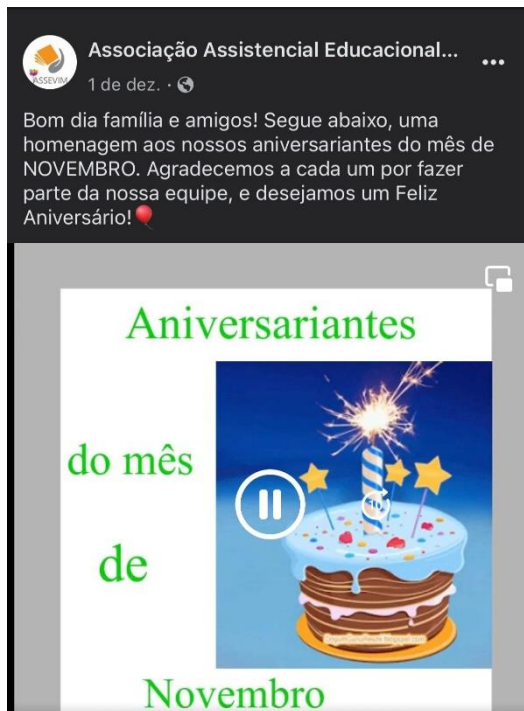 Associação Assistencial Educacional...
ASSEVIM
1 de dez.
Bom dia família e amigos! Segue abaixo, uma
homenagem aos nossos aniversariantes do mês de
NOVEMBRO. Agradecemos a cada um por fazer
parte da nossa equipe, e desejamos um Feliz
Aniversário!🎈
Aniversariantes
do mês
de
Novembro